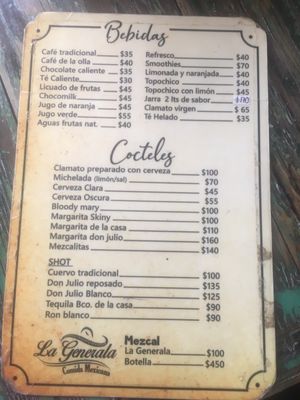 Bebidas
Café tradicional $35
Café de la olla $40
Chocolate caliente $35
Té Caliente $30
Licuado de frutas $45
Chocomilk $45
Jugo de naranja $45
Jugo verde $55
Aguas frutas nat. $40
Refresco $40
Smoothies $70
Limonada y naranjada $40
Topochico $40
Topochico con limón $45
Jarra 2 lts de sabor
Clamato virgen $ 65
Té Helado $35
Cocteles
Clamato preparado con cerveza $100
Michelada (limón/sal) $70
Cerveza Clara $45
Cerveza Oscura $55
Bloody mary $100
Margarita Skiny $100
Margarita de la casa $110
Margarita don julio $160
Mezcalitas $140
SHOT
Cuervo tradicional $100
Don Julio reposado $135
Don Julio Blanco $125
Tequila Bco. de la casa $90
Ron blanco $90
La Generala
Comida Mexicana
Mezcal
La Generala $100
Botella $450